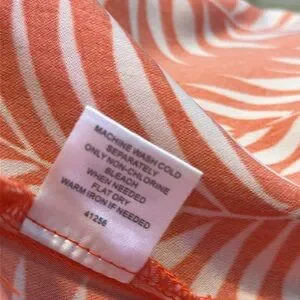 MACHINE WASH COLD
SEPARATELY
ONLY NON-CHLORINE
BLEACH
WHEN NEEDED
FLAT DRY
WARM IRON IF NEEDED
41256